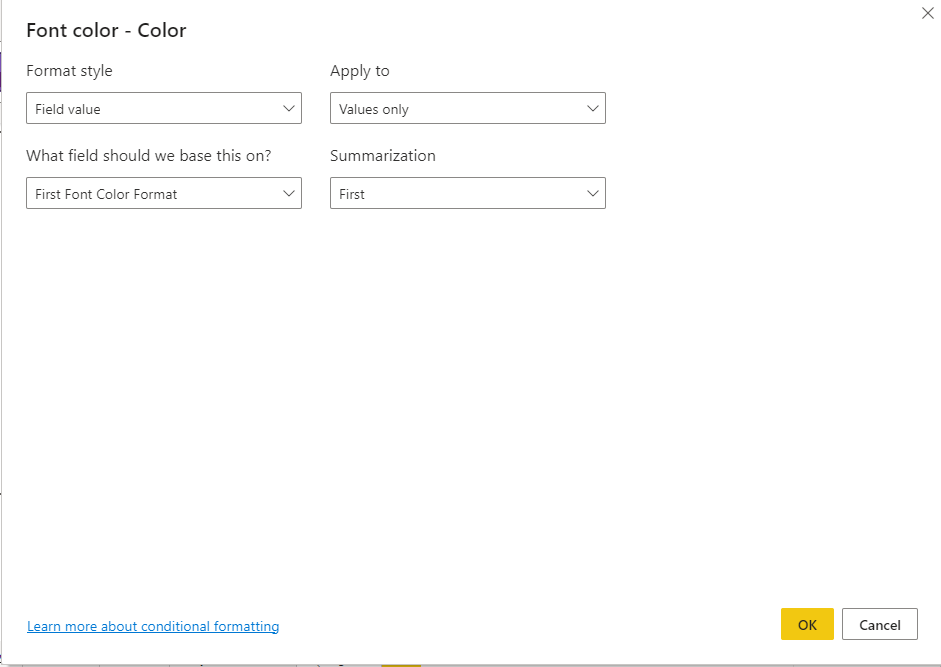 Font color - Color
Format style
Apply to
Field value
Values only
What field should we base this on?
Summarization
First Font Color Format
First
Learn more about conditional formatting
OK
Cancel